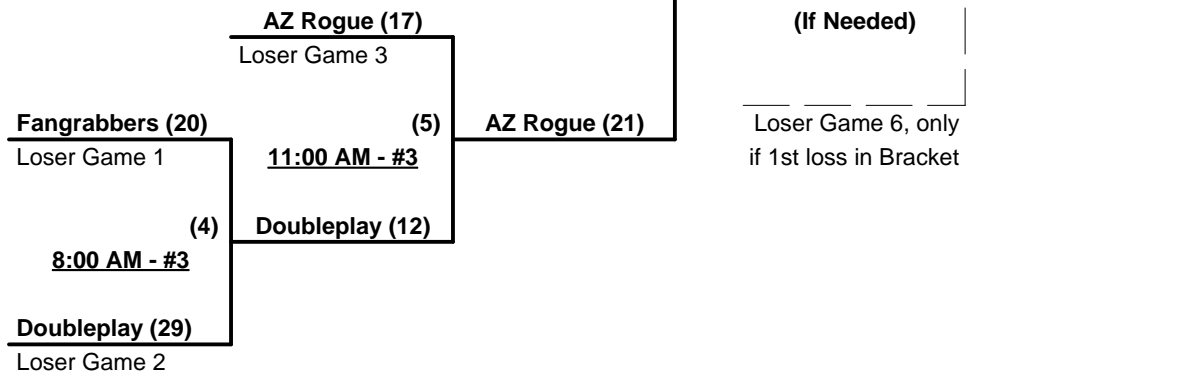 AZ Rogue (17)
(If Needed)
Loser Game 3
Fangrabbers (20)
(5)
AZ Rogue (21)
Loser Game 6, only
Loser Game 1
11:00 AM - #3
if 1st loss in Bracket
(4)
Doubleplay (12)
8:00 AM - #3
Doubleplay (29)
Loser Game 2